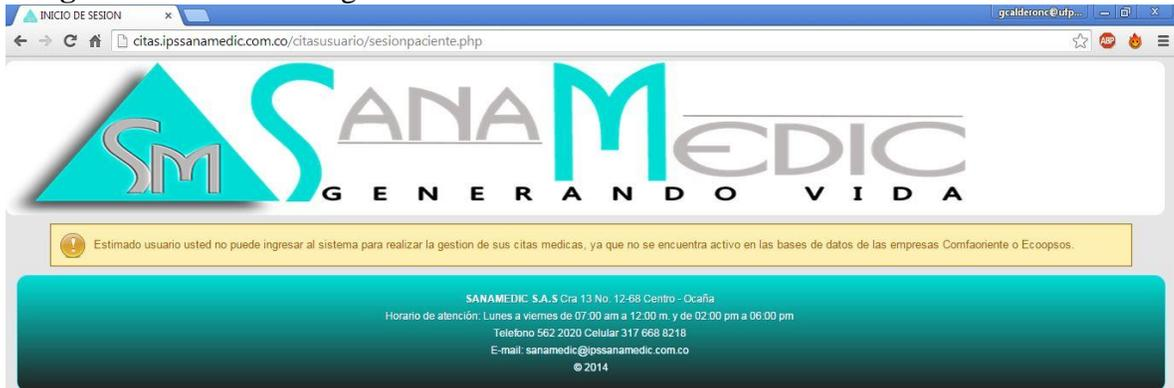 INICIO DE SESION
gcalderonc@ufp...
citas.ipssanamedic.com.co/citasusuario/sesionpaciente.php
ABP
SM
SANAMEDIC
GENERANDO VIDA
Estimado usuario usted no puede ingresar al sistema para realizar la gestion de sus citas medicas, ya que no se encuentra activo en las bases de datos de las empresas Comfaoriente o Ecoopsos.
SANAMEDIC S.A.S Cra 13 No. 12-68 Centro - Ocaña
Horario de atención: Lunes a viernes de 07:00 am a 12:00 m. y de 02:00 pm a 06:00 pm
Telefono 562 2020 Celular 317 668 8218
E-mail: sanamedic@ipssanamedic.com.co
© 2014